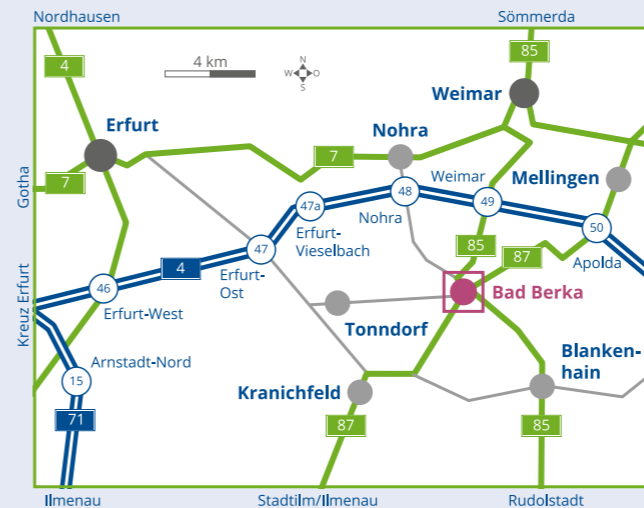 Nordhausen
Sömmerda
4
4 km
N
W O
S
85
Weimar
Erfurt
Nohra
7
7
Gotha
Weimar
Mellingen
47a
48
49
Nohra
50
Erfurt-
Vieselbach
47
85
87
Apolda
4
Erfurt-
Ost
Kreuz Erfurt
46
Erfurt-West
Bad Berka
Tonndorf
Arnstadt-Nord
15
Blanken-
hain
Kranichfeld
71
87
85
Ilmenau
Stadtilm/Ilmenau
Rudolstadt